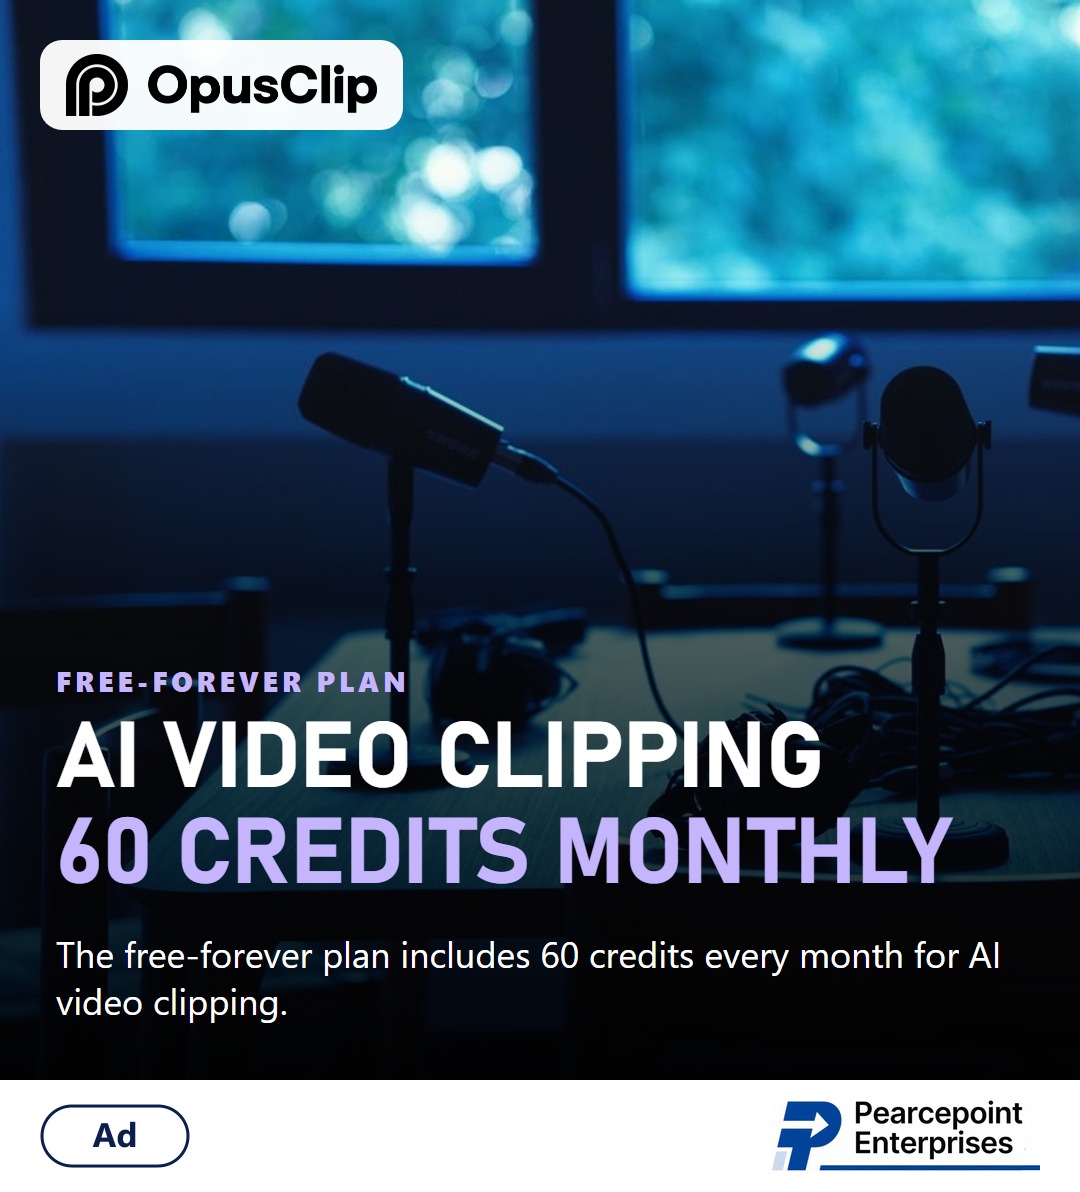 OpusClip
FREE-FOREVER PLAN
AI VIDEO CLIPPING
60 CREDITS MONTHLY
The free-forever plan includes 60 credits every month for AI
video clipping.
Ad
Pearcepoint
Enterprises